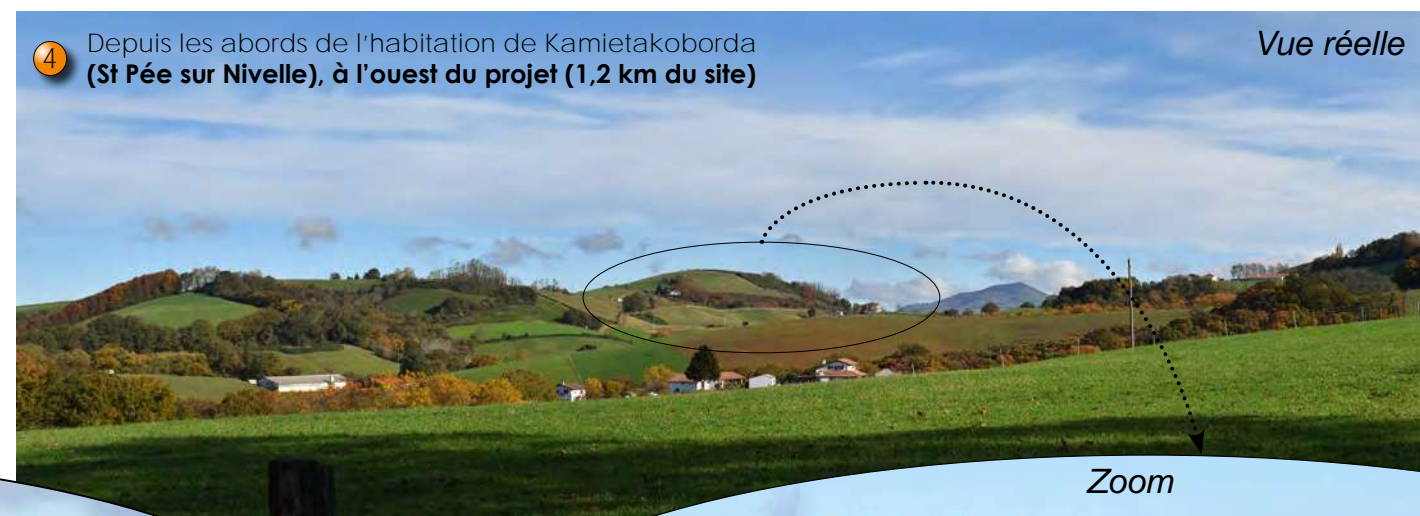 4
Depuis les abords de l'habitation de Kamietakoborda
(St Pée sur Nivelle), à l'ouest du projet (1,2 km du site)
Vue réelle
Zoom